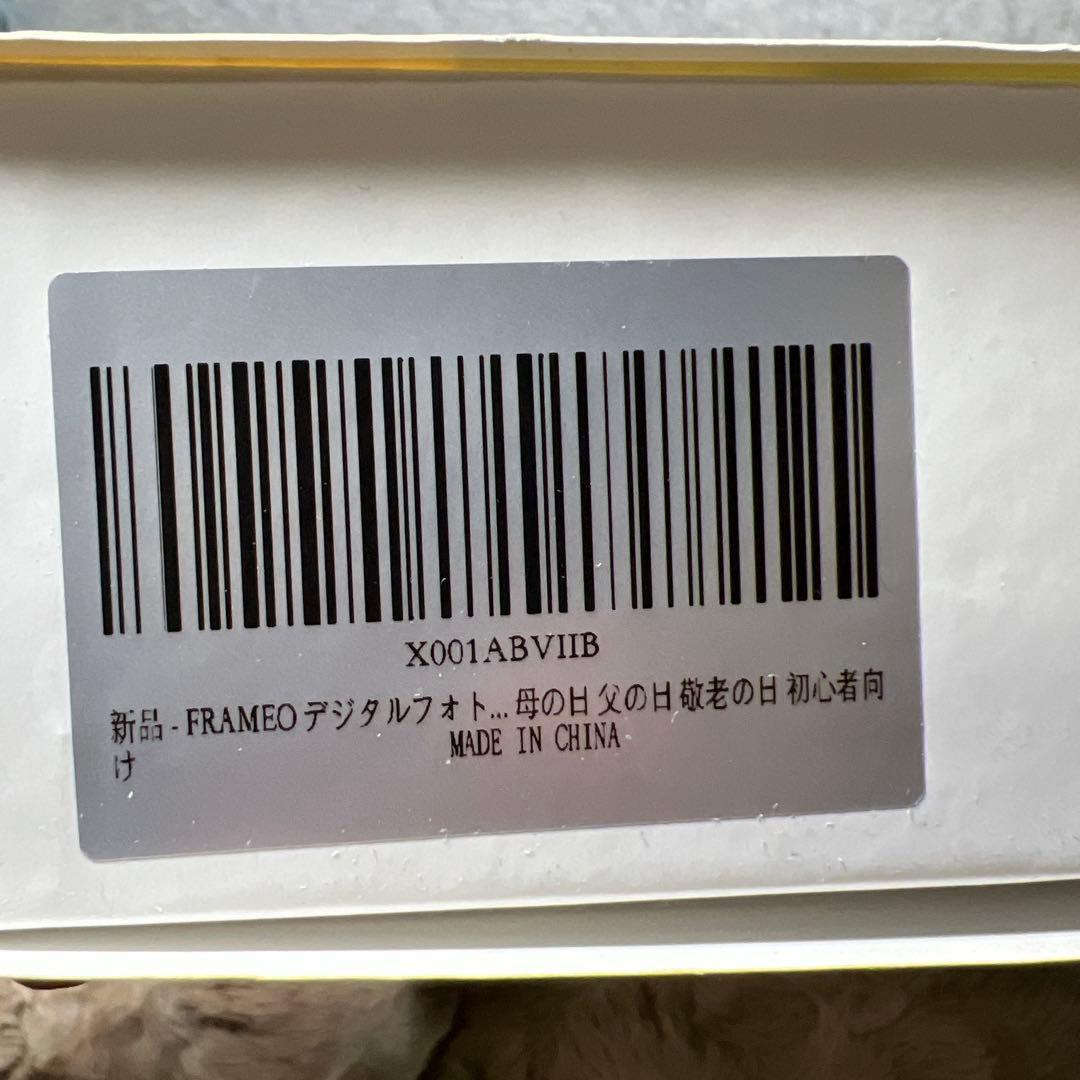 X001ABVIIB
新品 - FRAMEO デジタルフォト... 母の日 父の日 敬老の日 初心者向
け
MADE IN CHINA